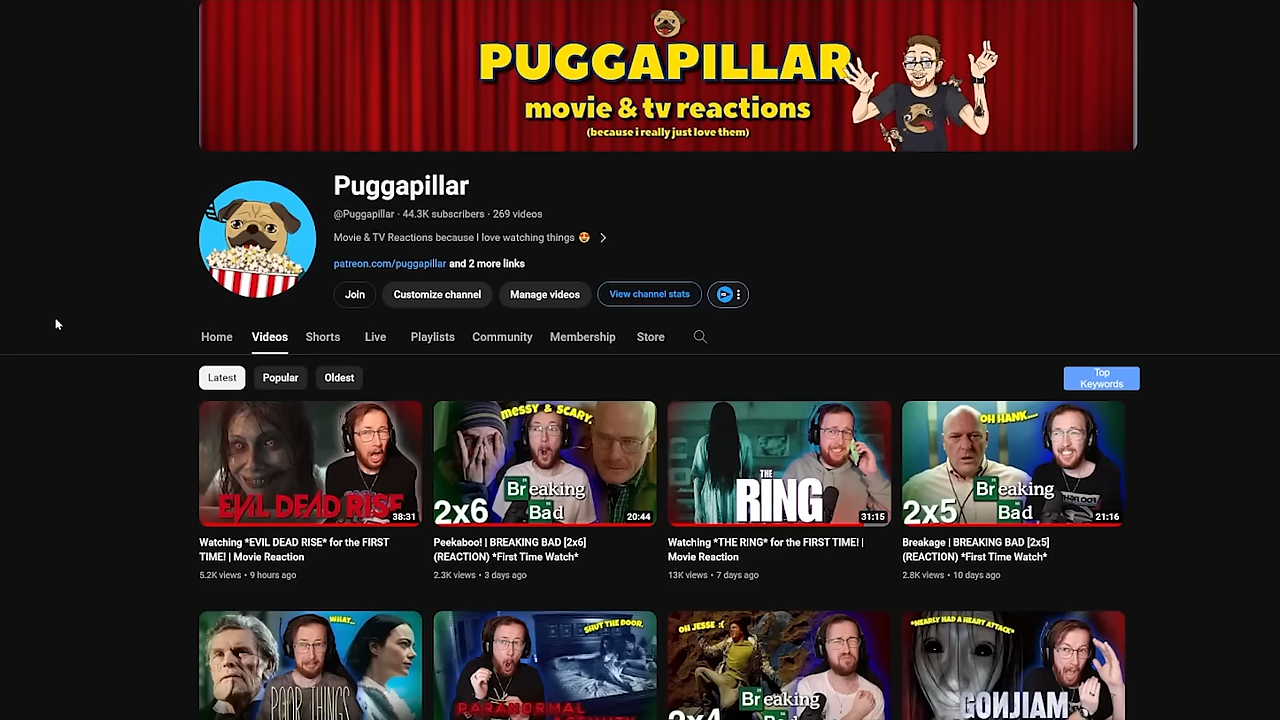 PUGGAPILLAR
movie & tv reactions
(because i really just love them)
Puggapillar
@Puggapillar · 44.3K subscribers · 269 videos
Movie & TV Reactions because I love watching things 😍
patreon.com/puggapillar and 2 more links
Join
Customize channel
Manage videos
View channel stats
Home
Videos
Shorts
Live
Playlists
Community
Membership
Store
Latest
Popular
Oldest
Top
Keywords
EVIL DEAD RISE
38:31
MESSY & SCARY.
2x6
Breaking
Bad
20:44
THE
RING
31:15
OH HANK....
2x5
Breaking
Bad
21:16
Watching *EVIL DEAD RISE* for the FIRST
TIME! | Movie Reaction
5.2K views • 9 hours ago
Peekaboo! | BREAKING BAD [2x6]
(REACTION) *First Time Watch*
2.3K views • 3 days ago
Watching *THE RING* for the FIRST TIME! |
Movie Reaction
13K views • 7 days ago
Breakage | BREAKING BAD [2x5]
(REACTION) *First Time Watch*
2.8K views • 10 days ago
WHAT...
POOR THINGS
SHUT THE DOOR.
PARANORMAL
OH JESSE :(
2x4
Breaking
Bad
*NEARLY HAD A HEART ATTACK*
GONJIAM